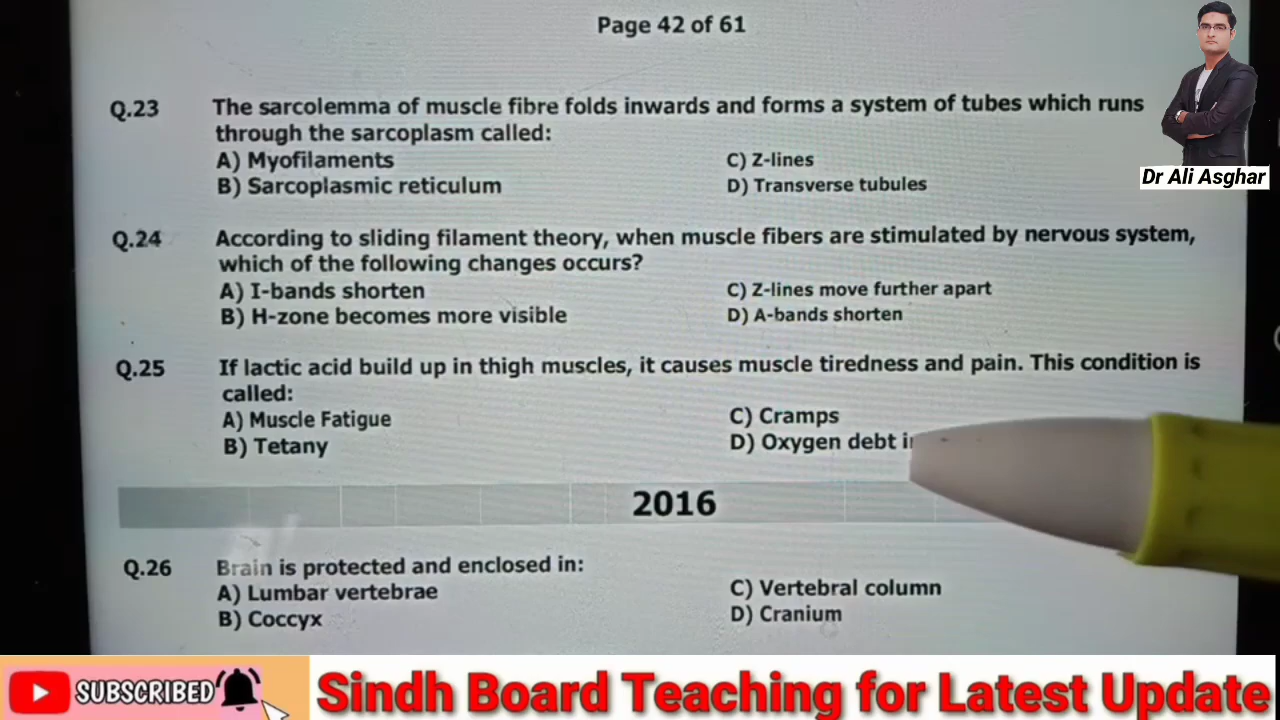 Page 42 of 61
Dr Ali Asghar
Q.23 The sarcolemma of muscle fibre folds inwards and forms a system of tubes which runs
through the sarcoplasm called:
A) Myofilaments C) Z-lines
B) Sarcoplasmic reticulum D) Transverse tubules
Q.24 According to sliding filament theory, when muscle fibers are stimulated by nervous system,
which of the following changes occurs?
A) I-bands shorten C) Z-lines move further apart
B) H-zone becomes more visible D) A-bands shorten
Q.25 If lactic acid build up in thigh muscles, it causes muscle tiredness and pain. This condition is
called:
A) Muscle Fatigue C) Cramps
B) Tetany D) Oxygen debt
2016
Q.26 Brain is protected and enclosed in:
A) Lumbar vertebrae C) Vertebral column
B) Coccyx D) Cranium
SUBSCRIBED Sindh Board Teaching for Latest Update